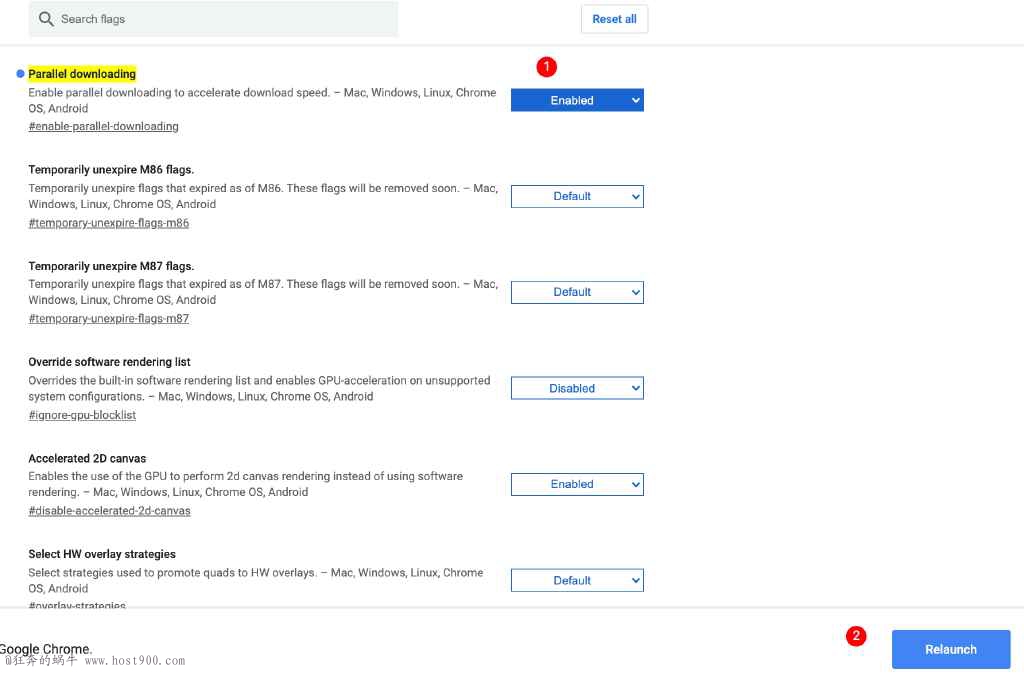 Search flags
Reset all
Parallel downloading
1
Enable parallel downloading to accelerate download speed. – Mac, Windows, Linux, Chrome
OS, Android
Enabled
#enable-parallel-downloading
Temporarily unexpire M86 flags.
Temporarily unexpire flags that expired as of M86. These flags will be removed soon. – Mac,
Windows, Linux, Chrome OS, Android
Default
#temporary-unexpire-flags-m86
Temporarily unexpire M87 flags.
Temporarily unexpire flags that expired as of M87. These flags will be removed soon. – Mac,
Windows, Linux, Chrome OS, Android
Default
#temporary-unexpire-flags-m87
Override software rendering list
Overrides the built-in software rendering list and enables GPU-acceleration on unsupported
system configurations. – Mac, Windows, Linux, Chrome OS, Android
Disabled
#ignore-gpu-blocklist
Accelerated 2D canvas
Enables the use of the GPU to perform 2d canvas rendering instead of using software
rendering. – Mac, Windows, Linux, Chrome OS, Android
Enabled
#disable-accelerated-2d-canvas
Select HW overlay strategies
Select strategies used to promote quads to HW overlays. – Mac, Windows, Linux, Chrome
OS, Android
Default
#overlay-strategies
2
Google Chrome.
Relaunch
@狂奔的蜗牛 www.host900.com